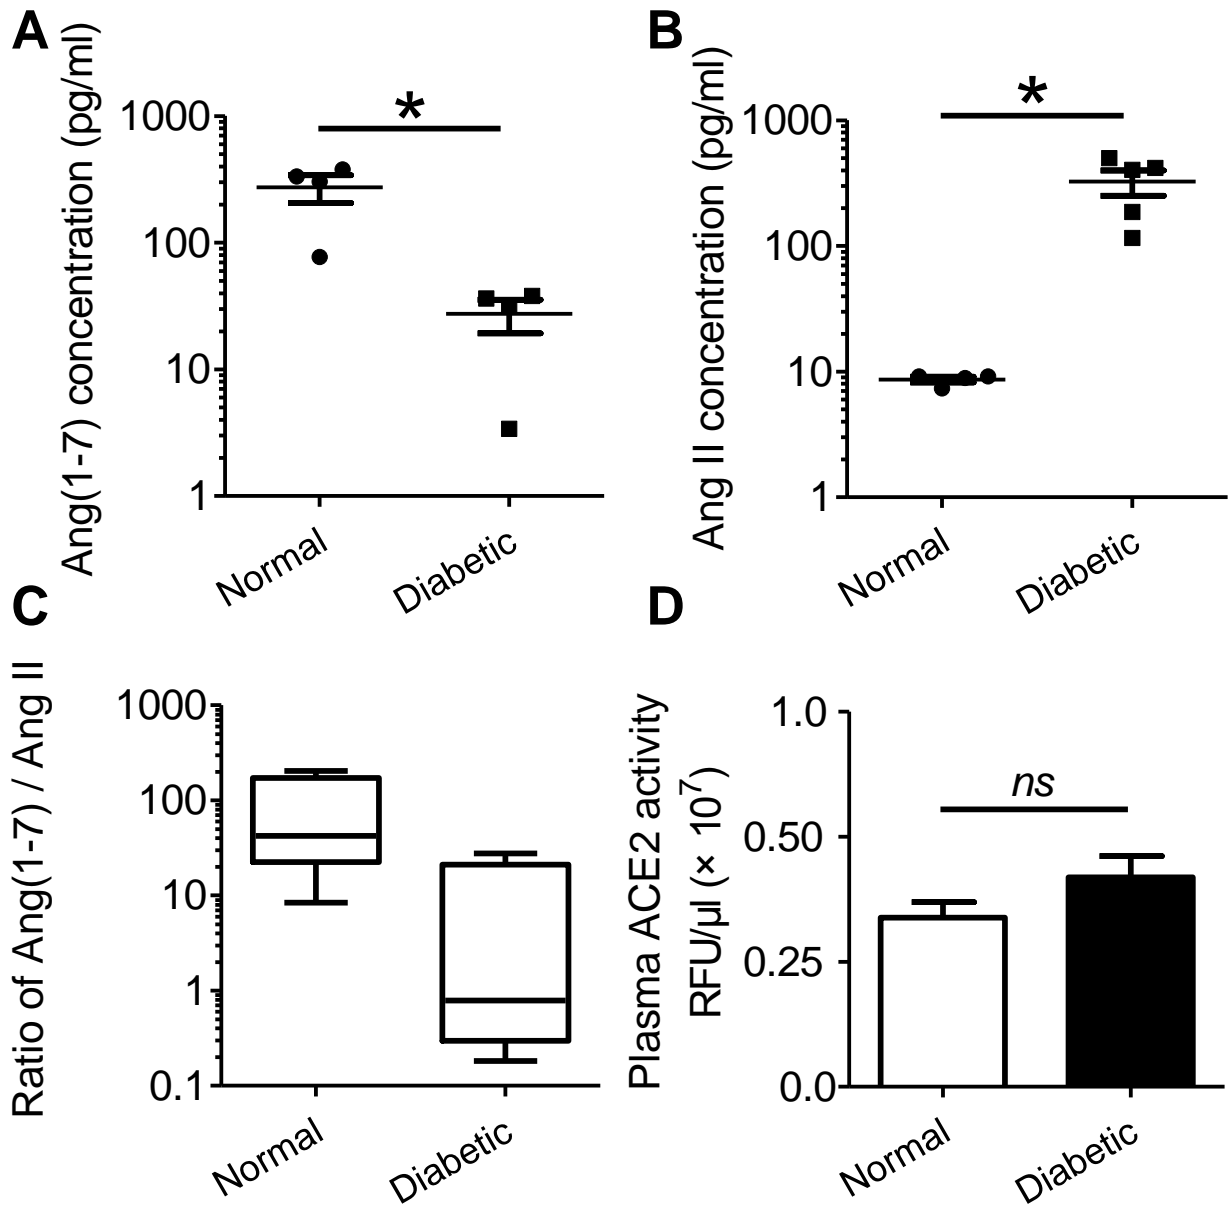 A
Ang(1-7) concentration (pg/ml)
1000
100
10
1
*
Normal
Diabetic
B
Ang II concentration (pg/ml)
1000
100
10
1
*
Normal
Diabetic
C
Ratio of Ang(1-7) / Ang II
1000
100
10
1
0.1
Normal
Diabetic
D
Plasma ACE2 activity
RFU/µl (× 10⁷)
1.0
0.50
0.25
0.0
ns
Normal
Diabetic